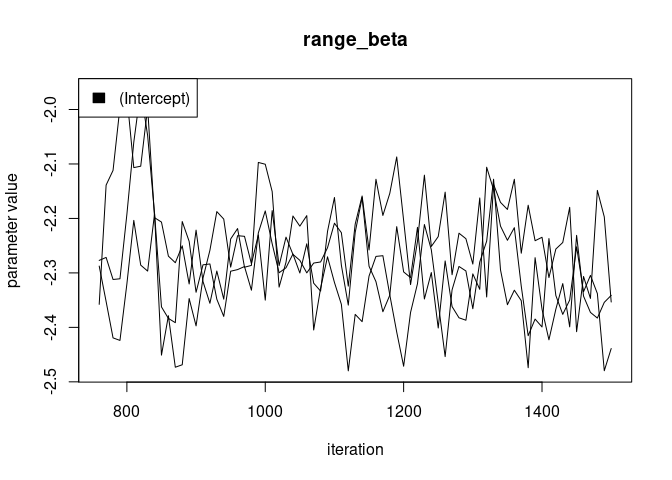 range_beta
(Intercept)
parameter value
-2.0
-2.1
-2.2
-2.3
-2.4
-2.5
800 1000 1200 1400
iteration